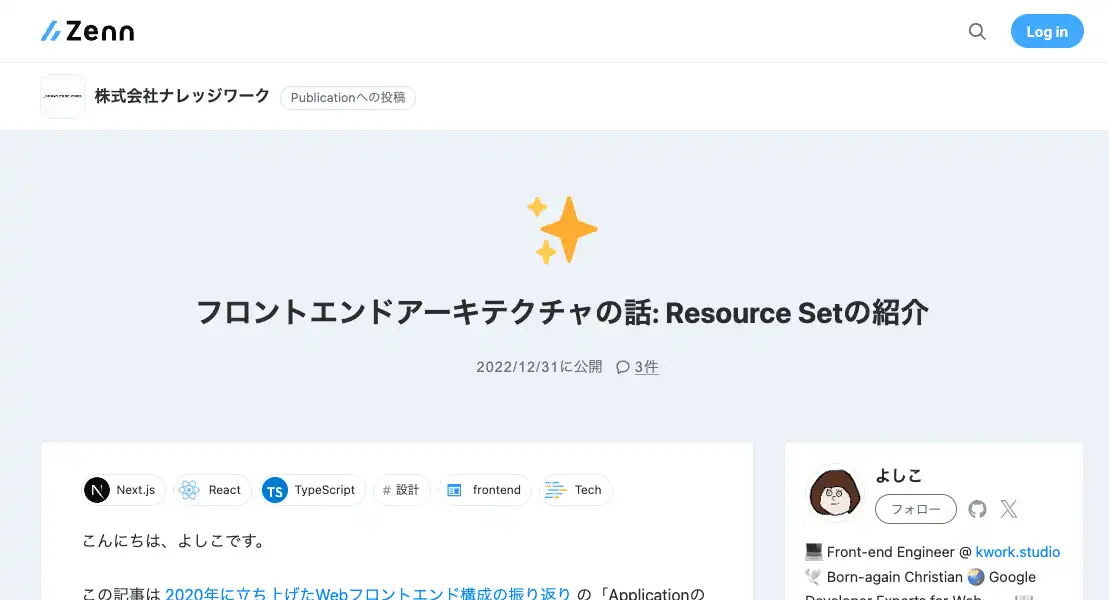 Zenn
Log in
株式会社ナレッジワーク Publicationへの投稿
フロントエンドアーキテクチャの話: Resource Setの紹介
2022/12/31に公開 3件
Next.js React TS TypeScript # 設計 frontend Tech
こんにちは、よしこです。
この記事は 2020年に立ち上げたWebフロントエンド構成の振り返り の「Applicationの
よしこ
フォロー
Front-end Engineer @ kwork.studio
Born-again Christian Google
Developer Experts for Web